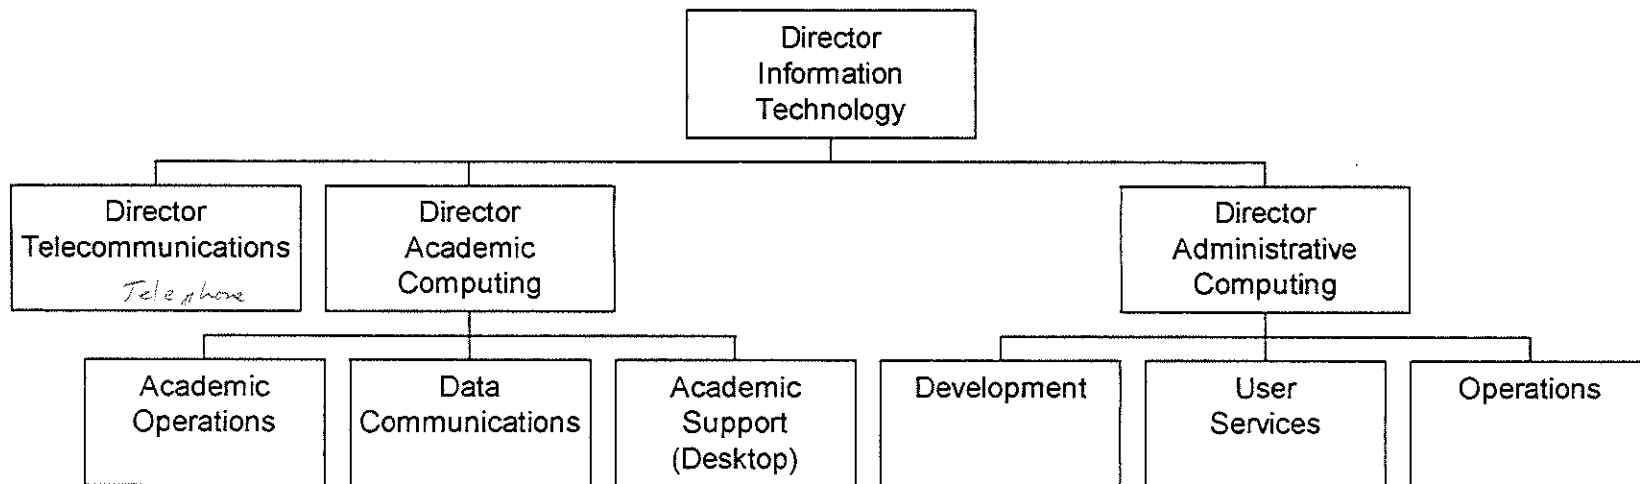 Director
Information
Technology
Director
Telecommunications
Telephone
Director
Academic
Computing
Director
Administrative
Computing
Academic
Operations
Data
Communications
Academic
Support
(Desktop)
Development
User
Services
Operations